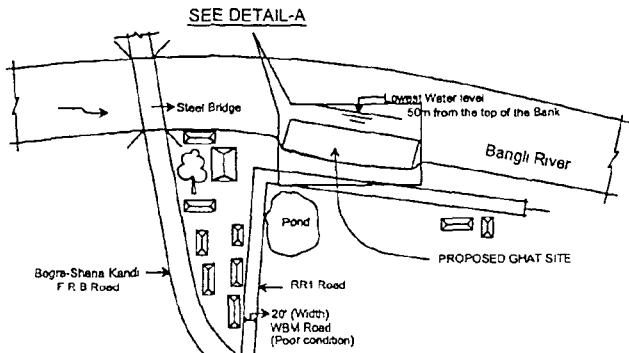 SEE DETAIL-A
Lowest Water level
50m from the top of the Bank
Steel Bridge
Bangli River
Pond
PROPOSED GHAT SITE
Bogra-Shana Kandi
F R B Road
RR1 Road
20' (Width)
WBM Road
(Poor condition)